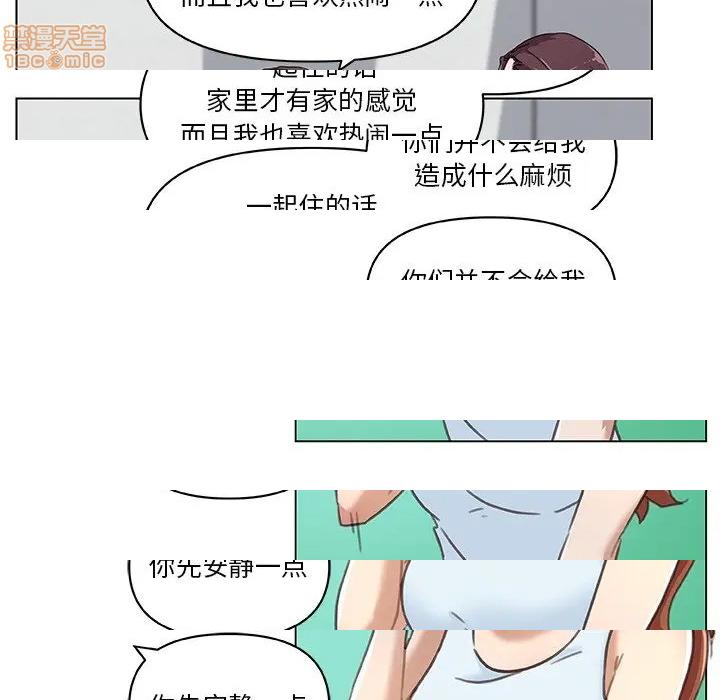 禁漫天堂
18comic
而且我也喜欢热闹一点
一起住的话
家里才有家的感觉
而且我也喜欢热闹一点
你们并不会给我
造成什么麻烦
一起住的话
你们并不会给我
你先安静一点
你先安静一点